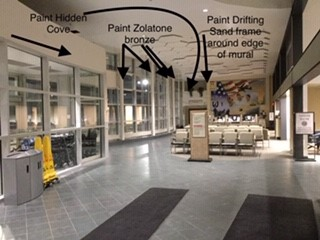 Paint Hidden
Cove
Paint Zolatone
bronze
Paint Drifting
Sand frame
around edge
of mural